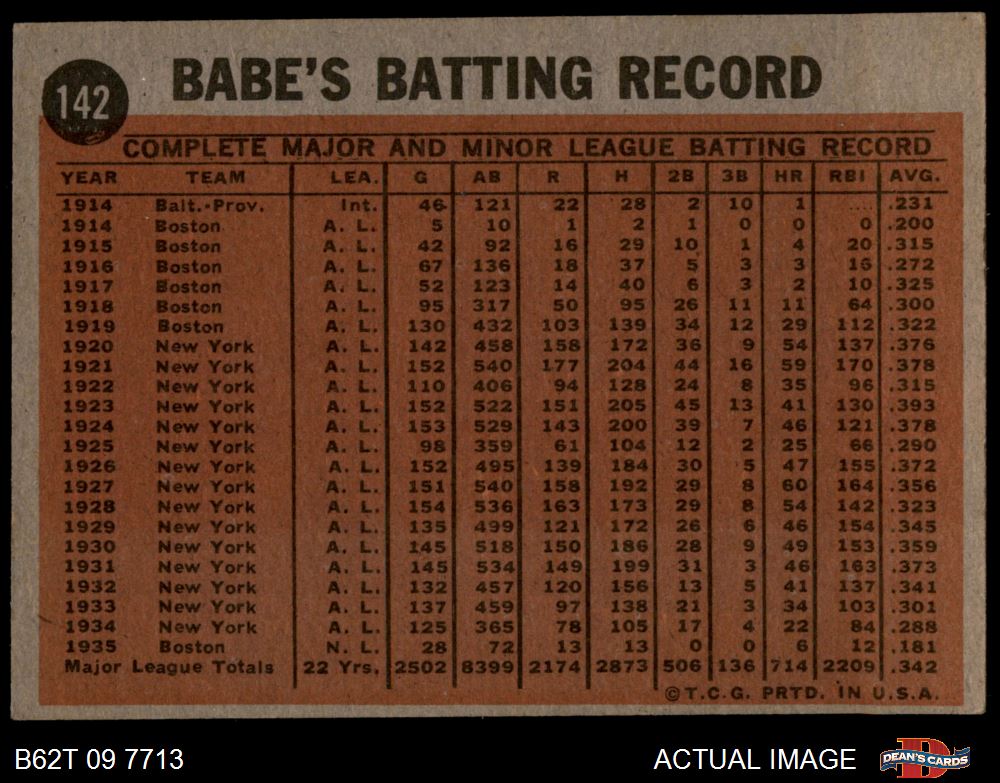 142
BABE'S BATTING RECORD
COMPLETE MAJOR AND MINOR LEAGUE BATTING RECORD
YEAR TEAM LEA. G AB R H 2B 3B HR RBI AVG.
1914 Balt.-Prov. Int. 46 121 22 28 2 10 1 .... .231
1914 Boston A. L. 5 10 1 2 1 0 0 0 .200
1915 Boston A. L. 42 92 16 29 10 1 4 20 .315
1916 Boston A. L. 67 136 18 37 5 3 3 16 .272
1917 Boston A. L. 52 123 14 40 6 3 2 10 .325
1918 Boston A. L. 95 317 50 95 26 11 11 64 .300
1919 Boston A. L. 130 432 103 139 34 12 29 112 .322
1920 New York A. L. 142 458 158 172 36 9 54 137 .376
1921 New York A. L. 152 540 177 204 44 16 59 170 .378
1922 New York A. L. 110 406 94 128 24 8 35 96 .315
1923 New York A. L. 152 522 151 205 45 13 41 130 .393
1924 New York A. L. 153 529 143 200 39 7 46 121 .378
1925 New York A. L. 98 359 61 104 12 2 25 66 .290
1926 New York A. L. 152 495 139 184 30 5 47 155 .372
1927 New York A. L. 151 540 158 192 29 8 60 164 .356
1928 New York A. L. 154 536 163 173 29 8 54 142 .323
1929 New York A. L. 135 499 121 172 26 6 46 154 .345
1930 New York A. L. 145 518 150 186 28 9 49 153 .359
1931 New York A. L. 145 534 149 199 31 3 46 163 .373
1932 New York A. L. 132 457 120 156 13 5 41 137 .341
1933 New York A. L. 137 459 97 138 21 3 34 103 .301
1934 New York A. L. 125 365 78 105 17 4 22 84 .288
1935 Boston N. L. 28 72 13 13 0 0 6 12 .181
Major League Totals 22 Yrs. 2502 8399 2174 2873 506 136 714 2209 .342
©T.C.G. PRTD. IN U.S.A.
B62T 09 7713 ACTUAL IMAGE DEAN'S CARDS